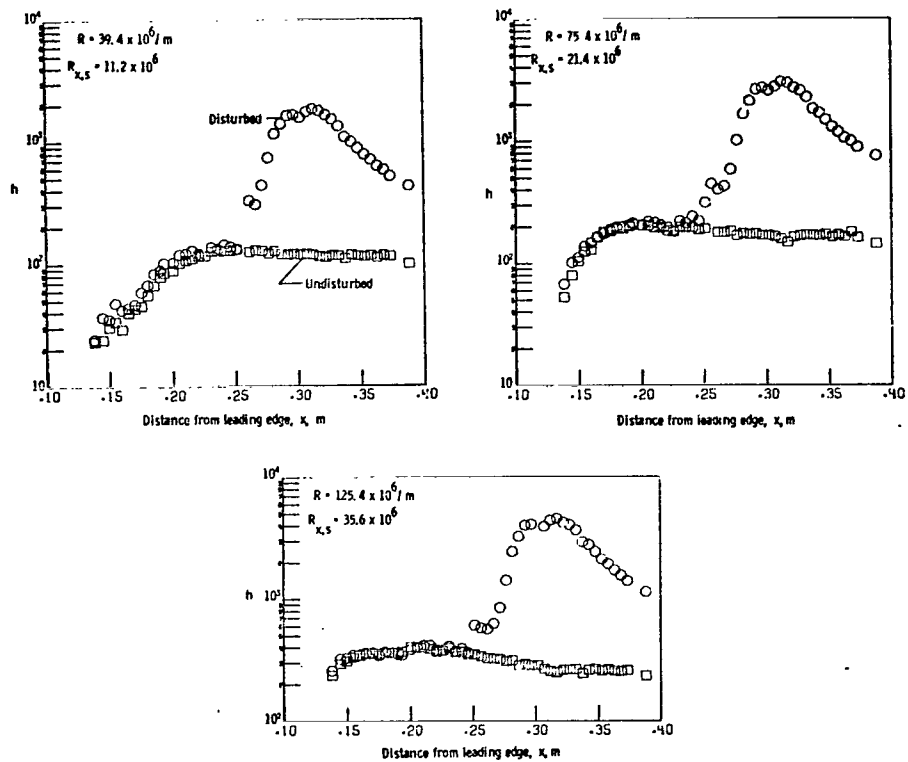 10⁴
R = 39.4 x 10⁶/ m
R x,s = 11.2 x 10⁶
Disturbed
10³
h
10²
Undisturbed
10
.10 .15 .20 .25 .30 .35 .40
Distance from leading edge, x, m
10⁴
R = 75.4 x 10⁶/ m
R x,s = 21.4 x 10⁶
10³
h
10²
10
.10 .15 .20 .25 .30 .35 .40
Distance from leading edge, x, m
10⁴
R = 125.4 x 10⁶/ m
R x,s = 35.6 x 10⁶
10³
h
10²
.10 .15 .20 .25 .30 .35 .40
Distance from leading edge, x, m